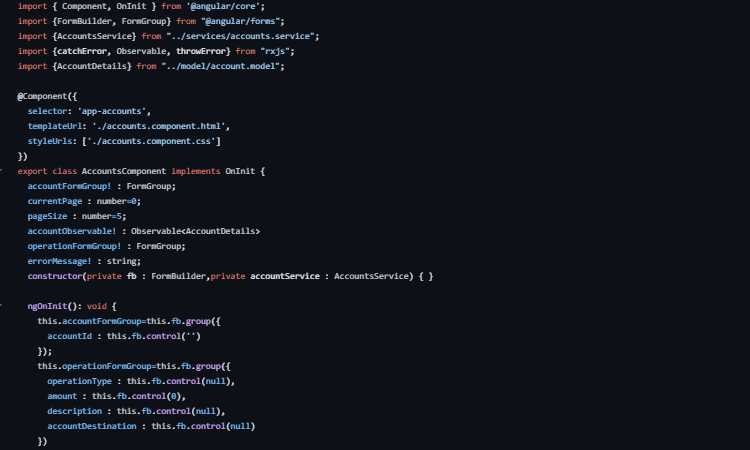 import { Component, OnInit } from '@angular/core';
import {FormBuilder, FormGroup} from "@angular/forms";
import {AccountsService} from "../services/accounts.service";
import {catchError, Observable, throwError} from "rxjs";
import {AccountDetails} from "../model/account.model";
@Component({
selector: 'app-accounts',
templateUrl: './accounts.component.html',
styleUrls: ['./accounts.component.css']
})
export class AccountsComponent implements OnInit {
accountFormGroup! : FormGroup;
currentPage : number=0;
pageSize : number=5;
accountObservable! : Observable<AccountDetails>
operationFormGroup! : FormGroup;
errorMessage! : string;
constructor(private fb : FormBuilder,private accountService : AccountsService) { }
ngOnInit(): void {
this.accountFormGroup=this.fb.group({
accountId : this.fb.control('')
});
this.operationFormGroup=this.fb.group({
operationType : this.fb.control(null),
amount : this.fb.control(0),
description : this.fb.control(null),
accountDestination : this.fb.control(null)
})